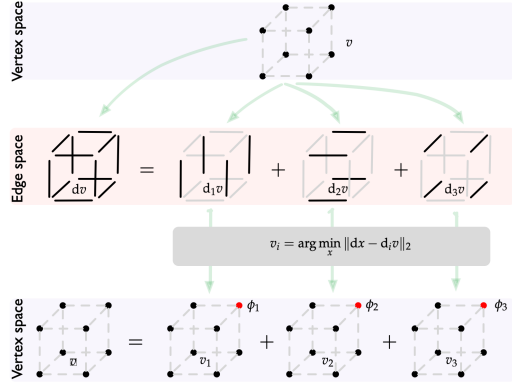 Vertex space
v
Edge space
dv = d₁v + d₂v + d₃v
vᵢ = arg min ‖dx − dᵢv‖₂
x
Vertex space
ϕ₁ ϕ₂ ϕ₃
= v₁ + v₂ + v₃